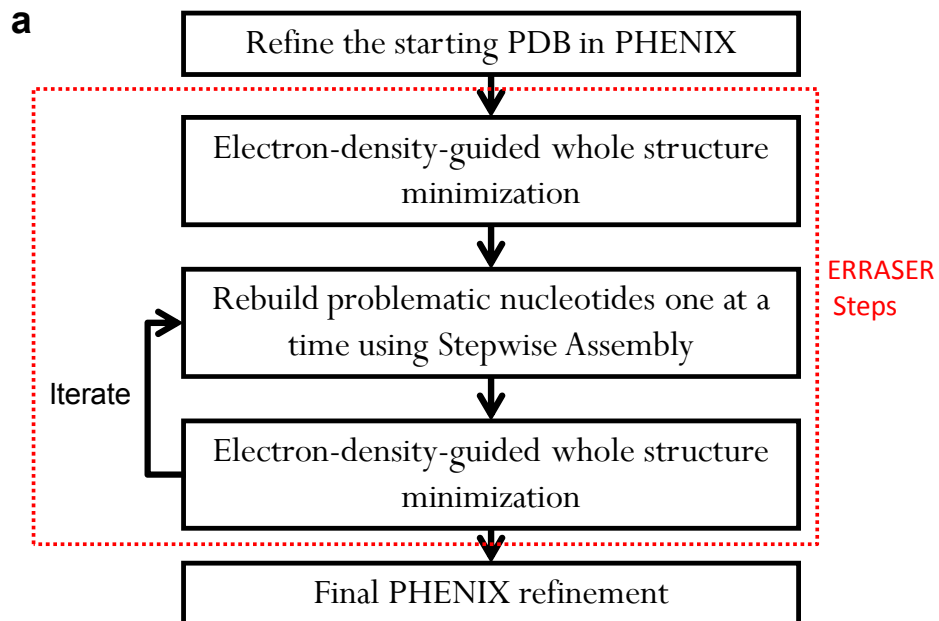 a
Refine the starting PDB in PHENIX
Electron-density-guided whole structure
minimization
Rebuild problematic nucleotides one at a
time using Stepwise Assembly
ERRASER
Steps
Iterate
Electron-density-guided whole structure
minimization
Final PHENIX refinement